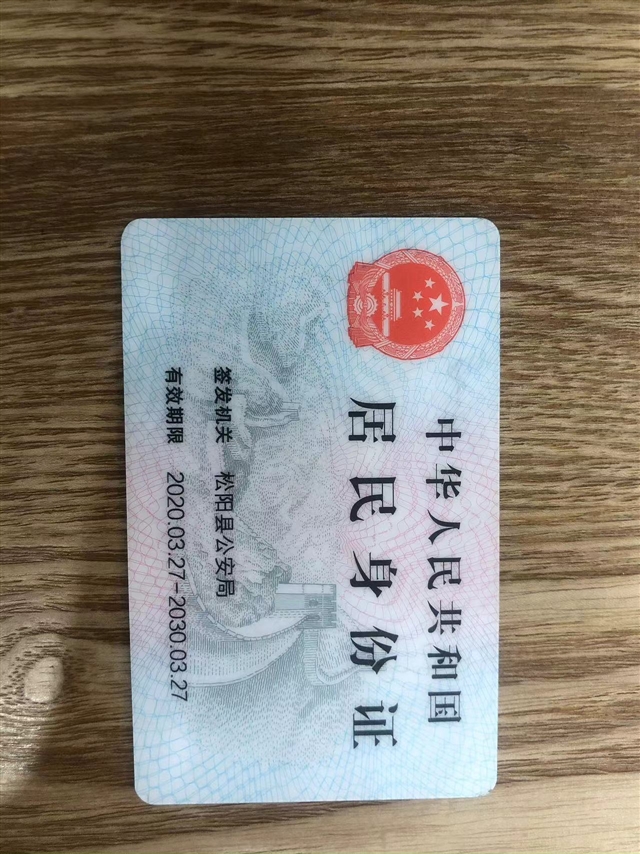 中华人民共和国
居民身份证
签发机关 松阳县公安局
有效期限 2020.03.27-2030.03.27